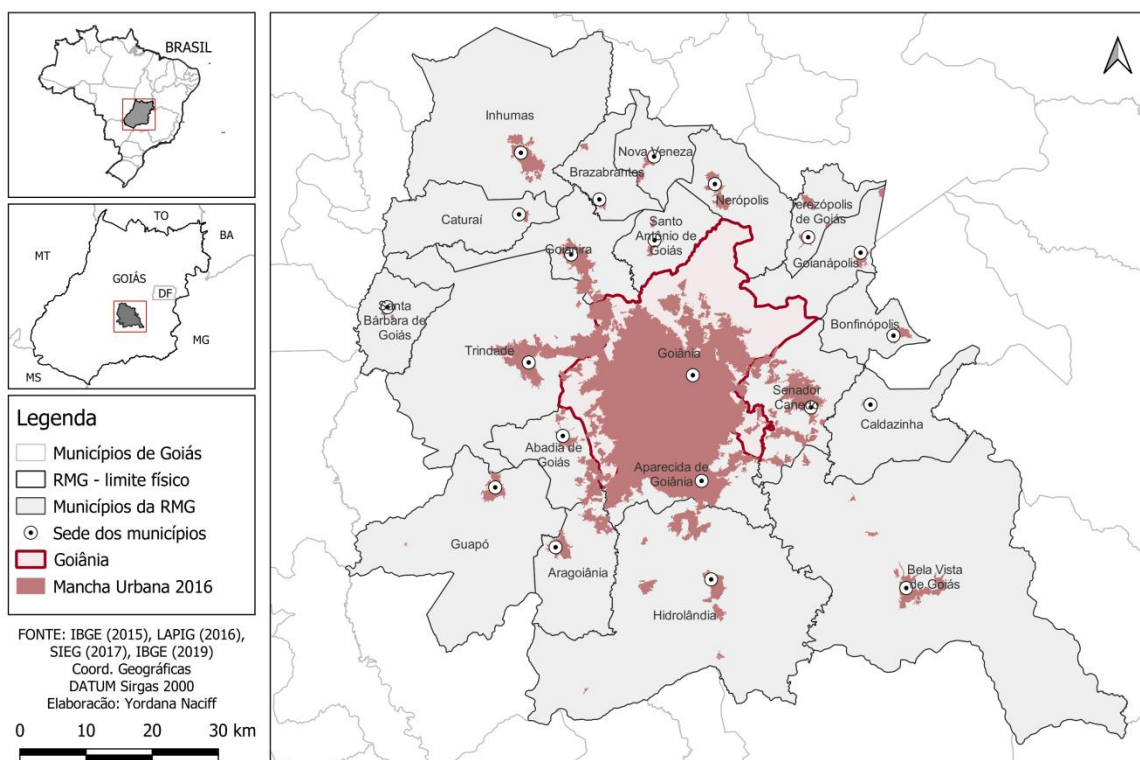 BRASIL
TO
BA
MT
GOIÁS
DF
MG
MS
Legenda
Municípios de Goiás
RMG - limite físico
Municípios da RMG
Sede dos municípios
Goiânia
Mancha Urbana 2016
FONTE: IBGE (2015), LAPIG (2016),
SIEG (2017), IBGE (2019)
Coord. Geográficas
DATUM Sirgas 2000
Elaboracão: Yordana Naciff
0 10 20 30 km
Inhumas
Nova Veneza
Brazabrantes
Nerópolis
Terezópolis
de Goiás
Caturaí
Santo
Antônio de
Goiás
Goianira
Goianápolis
Santa
Bárbara de
Goiás
Bonfinópolis
Trindade
Goiânia
Senador
Canedo
Caldazinha
Abadia de
Goiás
Aparecida de
Goiânia
Guapó
Aragoiânia
Hidrolândia
Bela Vista
de Goiás